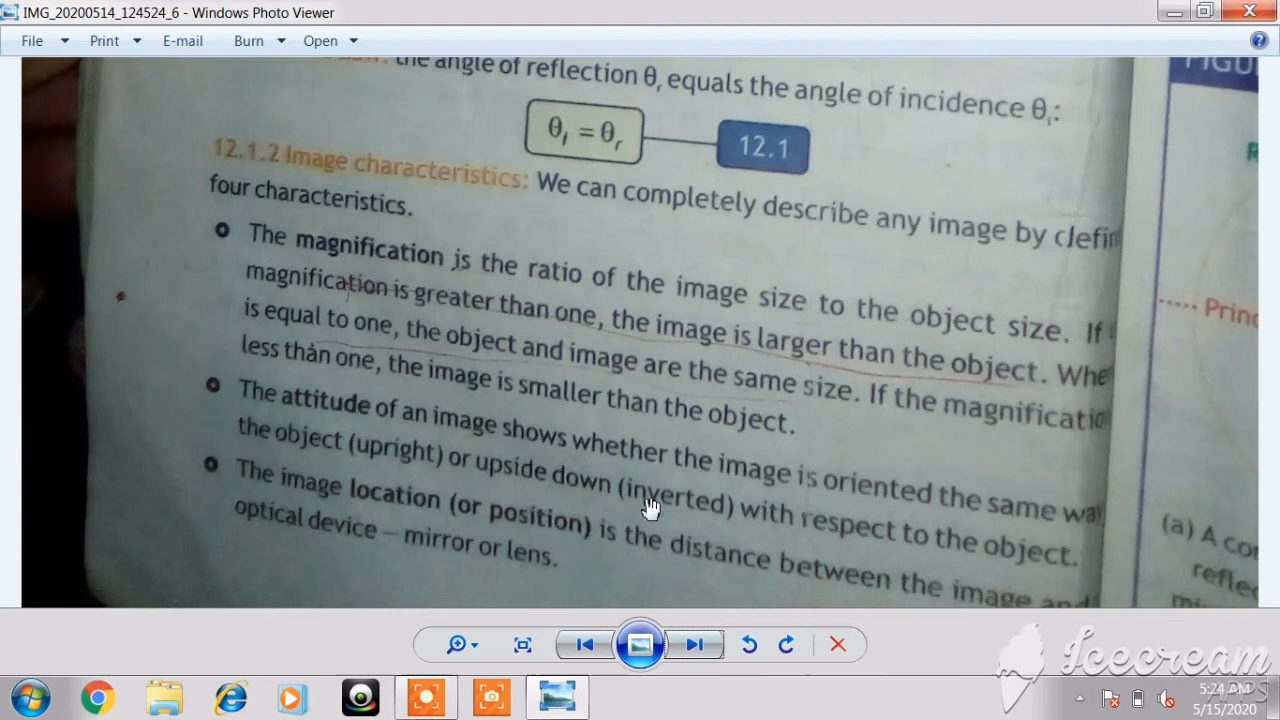 IMG_20200514_124524_6 - Windows Photo Viewer
File Print E-mail Burn Open
the angle of reflection θr equals the angle of incidence θi:
FIGU
θi = θr 12.1
12.1.2 Image characteristics: We can completely describe any image by defin
four characteristics.
The magnification is the ratio of the image size to the object size. If
magnification is greater than one, the image is larger than the object. Whe
is equal to one, the object and image are the same size. If the magnificatio
less than one, the image is smaller than the object.
The attitude of an image shows whether the image is oriented the same wa
the object (upright) or upside down (inverted) with respect to the object.
The image location (or position) is the distance between the image and
optical device – mirror or lens.
Princ
(a) A co
refle
Icecream
APPS
5:24 AM
5/15/2020